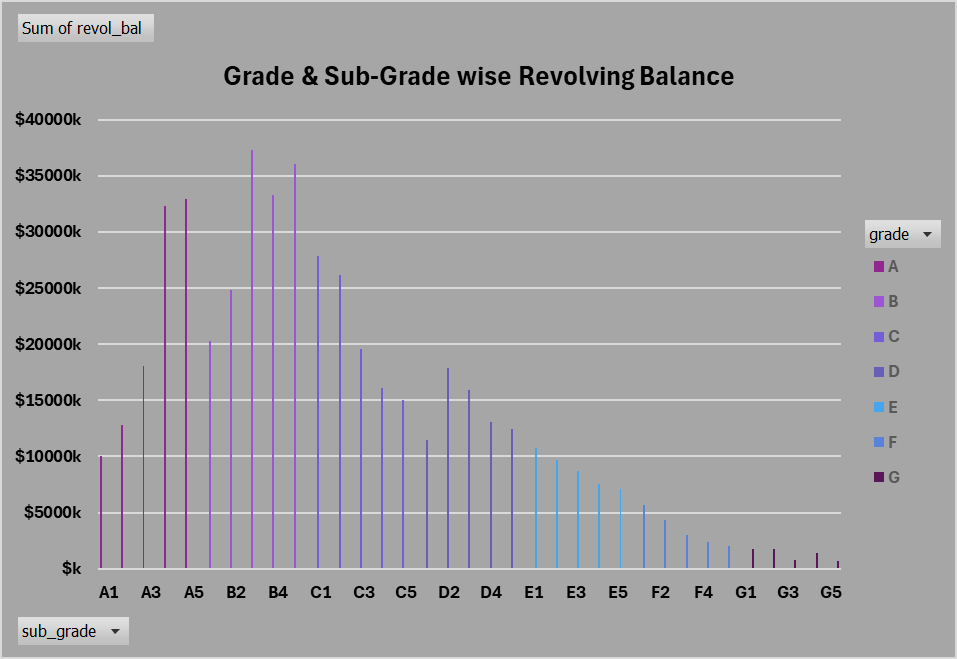 Sum of revol_bal
Grade & Sub-Grade wise Revolving Balance
$40000k
$35000k
$30000k
$25000k
$20000k
$15000k
$10000k
$5000k
$k
A1 A3 A5 B2 B4 C1 C3 C5 D2 D4 E1 E3 E5 F2 F4 G1 G3 G5
grade
A
B
C
D
E
F
G
sub_grade